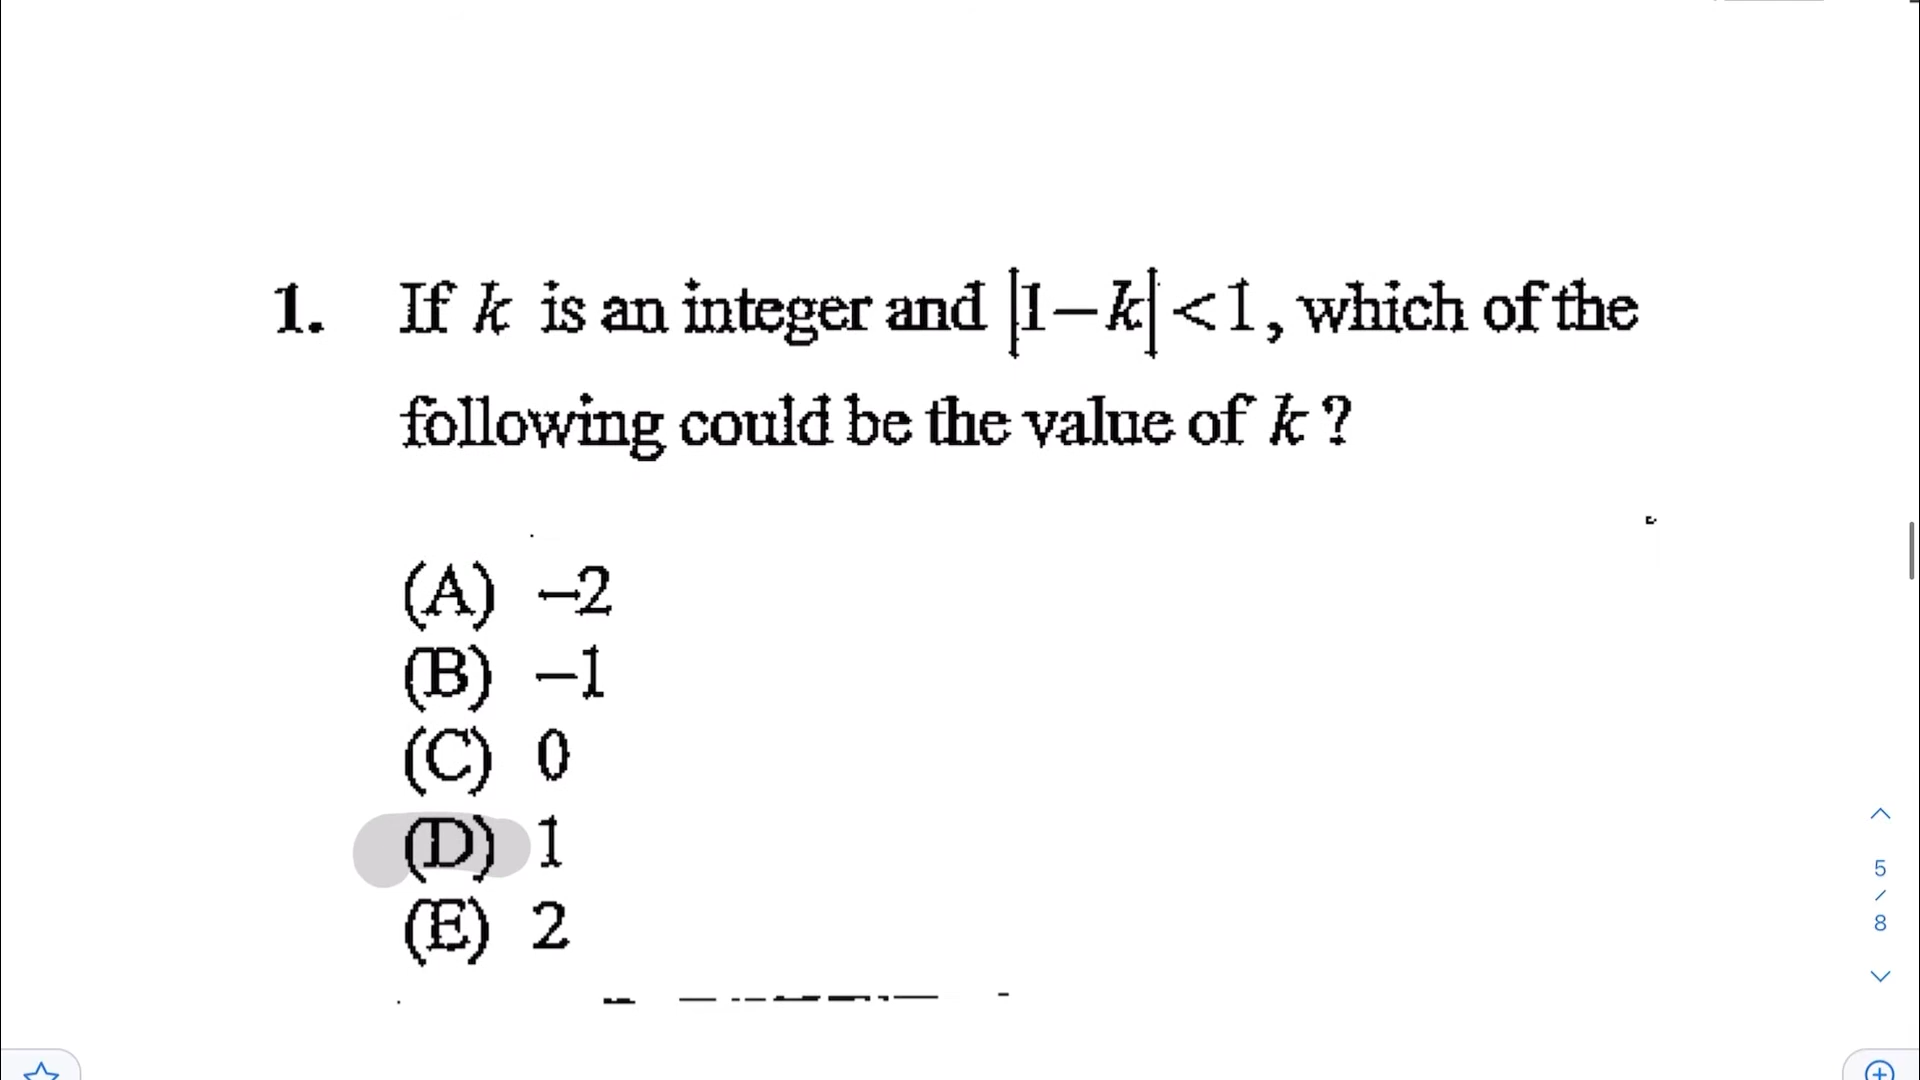 1. If k is an integer and |1−k|<1, which of the
following could be the value of k?
(A) −2
(B) −1
(C) 0
(D) 1
(E) 2
5
/
8